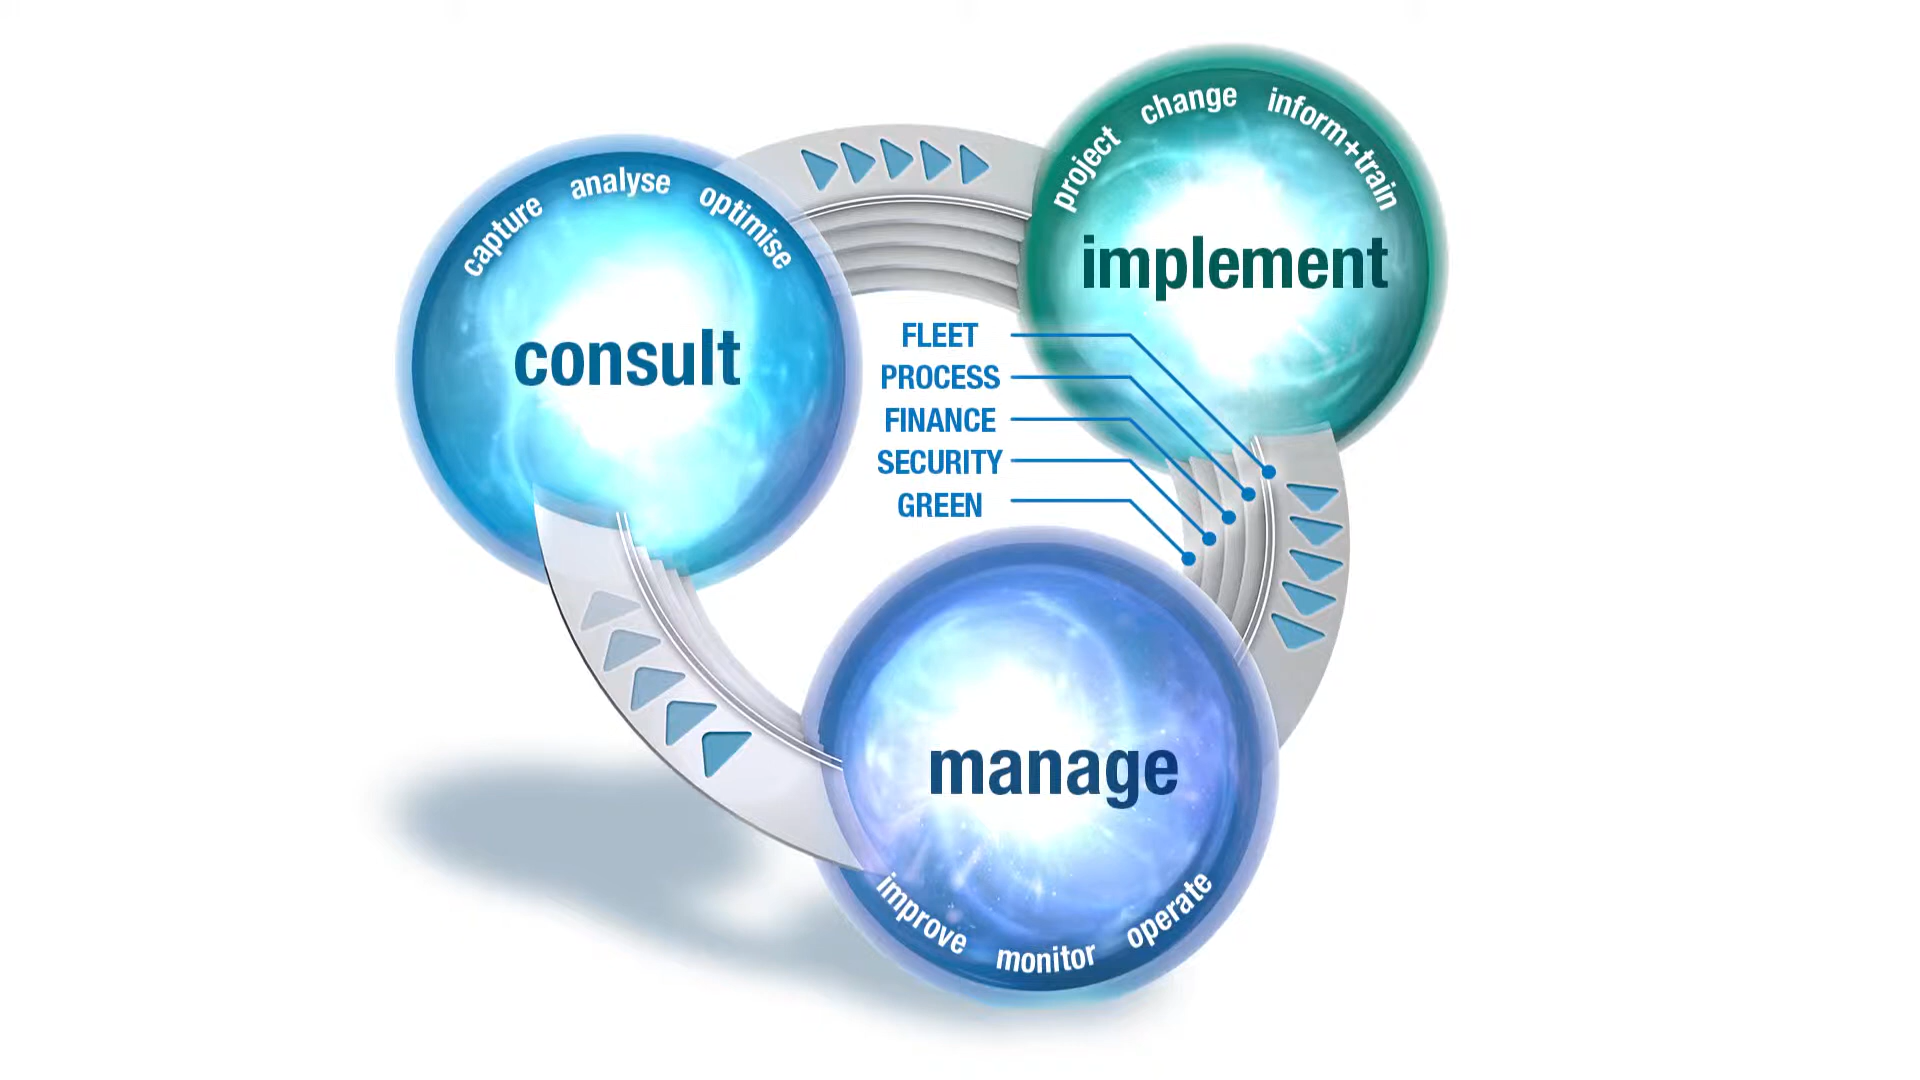 capture analyse optimise
consult
project change inform+train
implement
FLEET
PROCESS
FINANCE
SECURITY
GREEN
manage
improve monitor operate